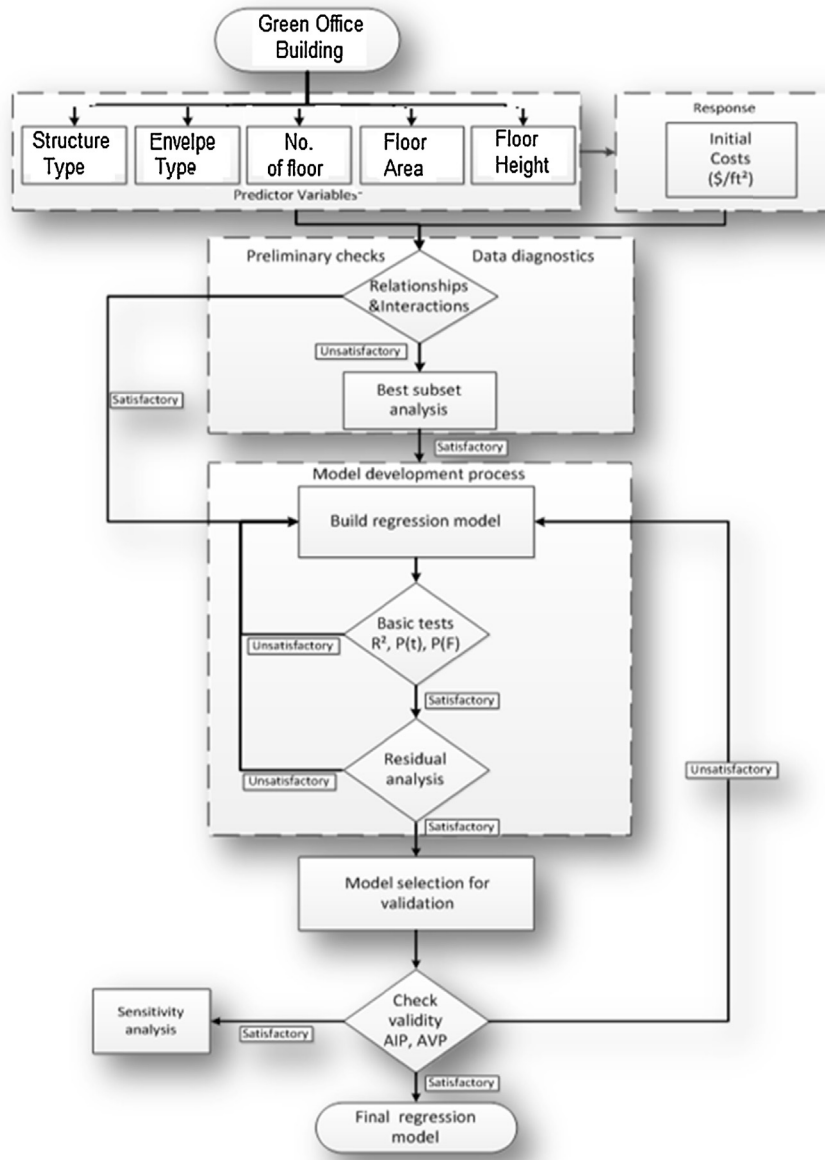 Green Office
Building
Structure
Type
Envelpe
Type
No.
of floor
Floor
Area
Floor
Height
Predictor Variables
Response
Initial
Costs
($/ft²)
Preliminary checks
Data diagnostics
Relationships
&Interactions
Unsatisfactory
Best subset
analysis
Satisfactory
Satisfactory
Model development process
Build regression model
Basic tests
R², P(t), P(F)
Unsatisfactory
Satisfactory
Residual
analysis
Unsatisfactory
Unsatisfactory
Satisfactory
Model selection for
validation
Check
validity
AIP, AVP
Sensitivity
analysis
Satisfactory
Satisfactory
Final regression
model